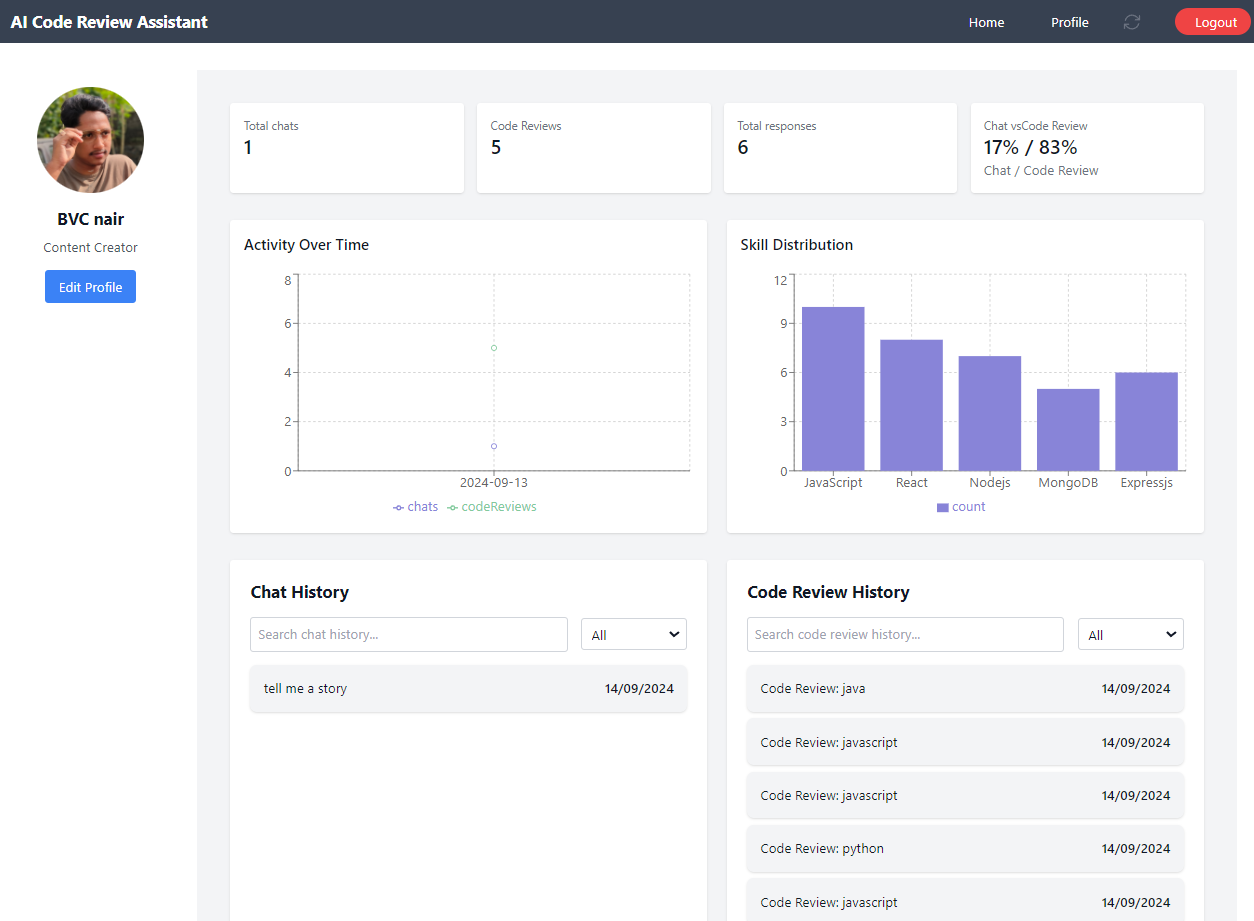 AI Code Review Assistant
Home
Profile
Logout
BVC nair
Content Creator
Edit Profile
Total chats
1
Code Reviews
5
Total responses
6
Chat vsCode Review
17% / 83%
Chat / Code Review
Activity Over Time
8
6
4
2
0
2024-09-13
chats codeReviews
Skill Distribution
12
9
6
3
0
JavaScript React Nodejs MongoDB Expressjs
count
Chat History
Search chat history...
All
tell me a story 14/09/2024
Code Review History
Search code review history...
All
Code Review: java 14/09/2024
Code Review: javascript 14/09/2024
Code Review: javascript 14/09/2024
Code Review: python 14/09/2024
Code Review: javascript 14/09/2024